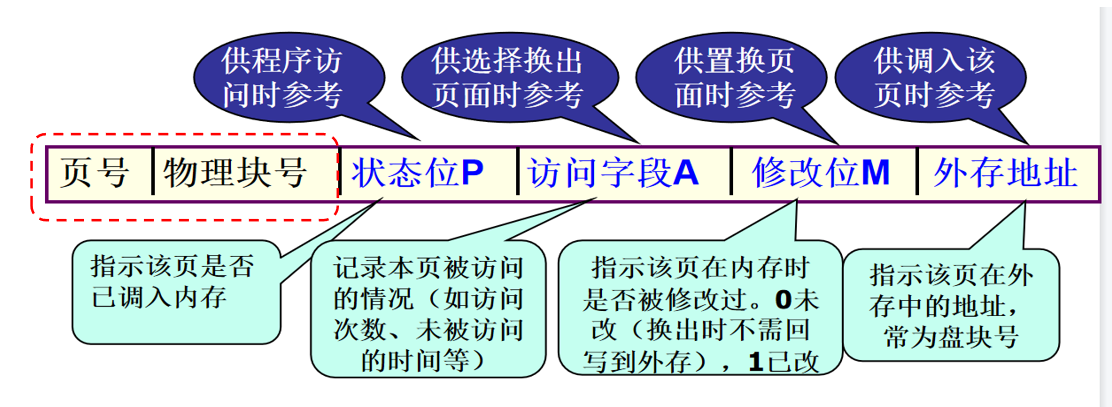 供程序访
问时参考
供选择换出
页面时参考
供置换页
面时参考
供调入该
页时参考
页号 物理块号 状态位P 访问字段A 修改位M 外存地址
指示该页是否
已调入内存
记录本页被访问
的情况（如访问
次数、未被访问
的时间等）
指示该页在内存时
是否被修改过。0未
改（换出时不需回
写到外存），1已改
指示该页在外
存中的地址，
常为盘块号